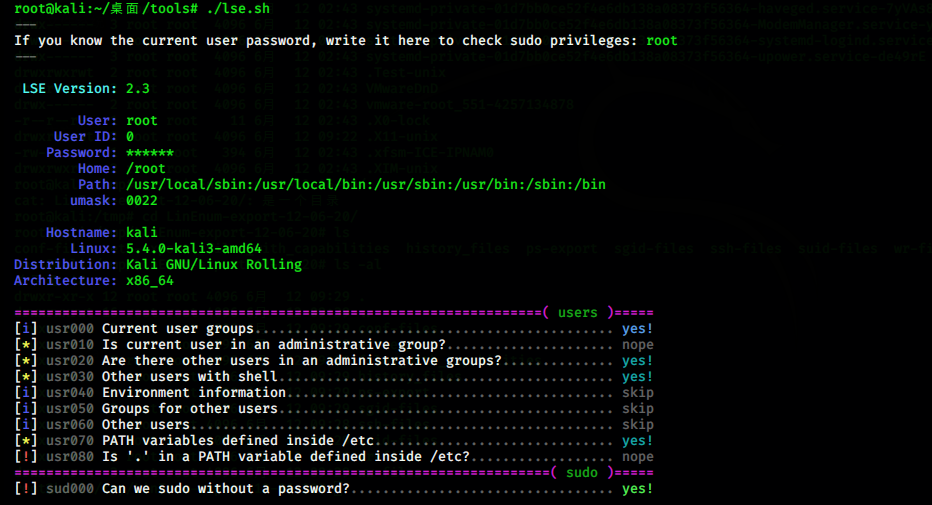 root@kali:~/桌面/tools# ./lse.sh
---
If you know the current user password, write it here to check sudo privileges: root
---
LSE Version: 2.3
User: root
User ID: 0
Password: ******
Home: /root
Path: /usr/local/sbin:/usr/local/bin:/usr/sbin:/usr/bin:/sbin:/bin
umask: 0022
Hostname: kali
Linux: 5.4.0-kali3-amd64
Distribution: Kali GNU/Linux Rolling
Architecture: x86_64
==================================================================( users )=====
[i] usr000 Current user groups............................................. yes!
[*] usr010 Is current user in an administrative group?..................... nope
[*] usr020 Are there other users in an administrative groups?.............. yes!
[*] usr030 Other users with shell.......................................... yes!
[i] usr040 Environment information......................................... skip
[i] usr050 Groups for other users.......................................... skip
[i] usr060 Other users..................................................... skip
[*] usr070 PATH variables defined inside /etc.............................. yes!
[!] usr080 Is '.' in a PATH variable defined inside /etc?.................. nope
===================================================================( sudo )=====
[!] sud000 Can we sudo without a password?................................. yes!